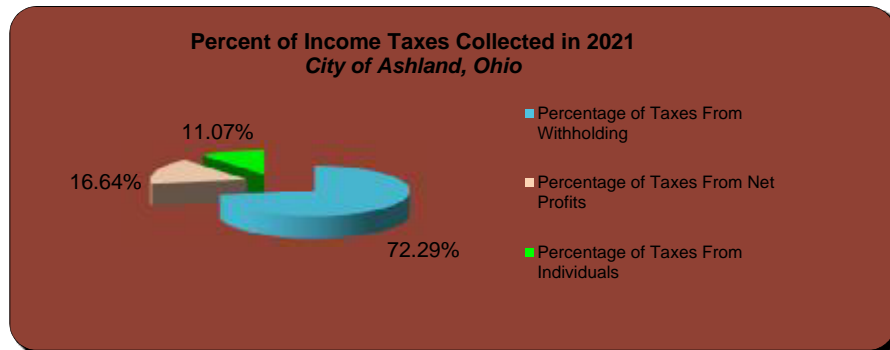 Percent of Income Taxes Collected in 2021
City of Ashland, Ohio
11.07%
16.64%
72.29%
Percentage of Taxes From
Withholding
Percentage of Taxes From Net
Profits
Percentage of Taxes From
Individuals